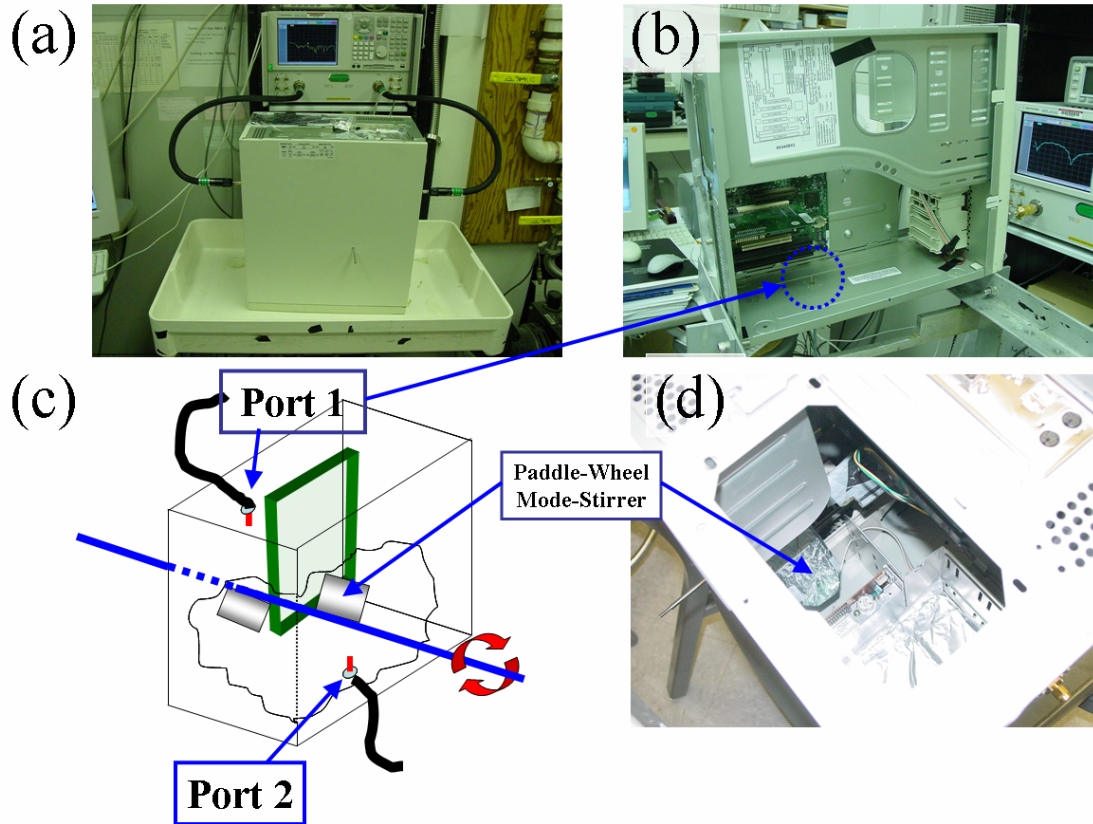 (a)
(b)
Port 1
(c)
(d)
Paddle-Wheel
Mode-Stirrer
Port 2